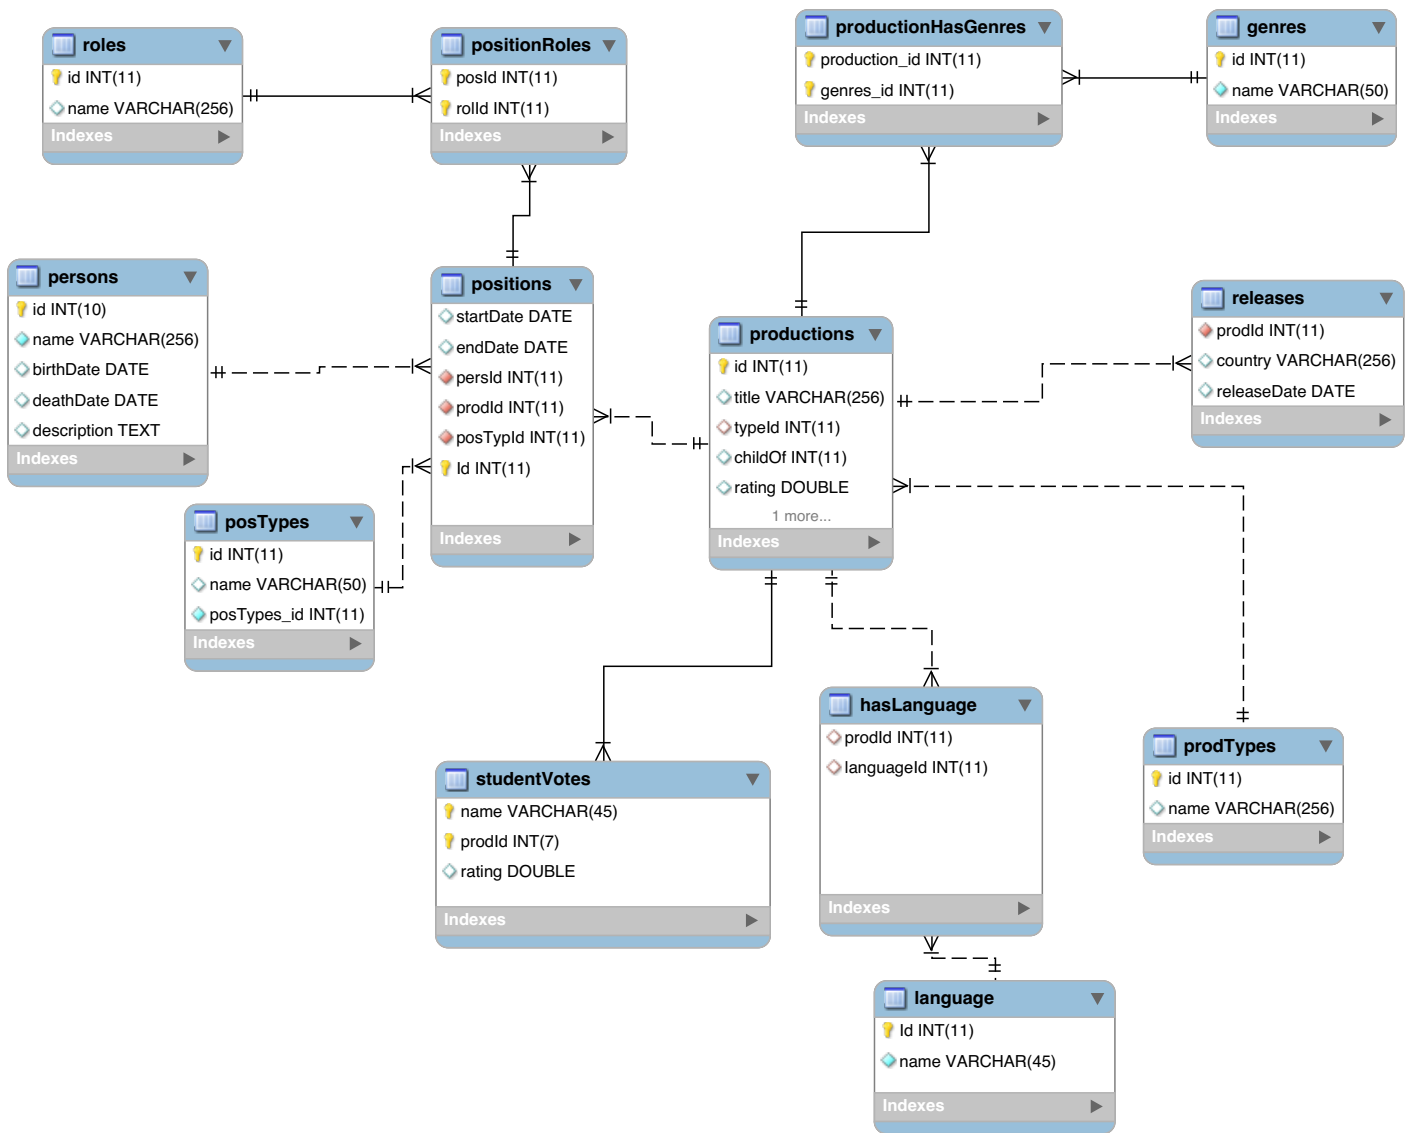 roles
id INT(11)
name VARCHAR(256)
Indexes
positionRoles
posId INT(11)
rolId INT(11)
Indexes
productionHasGenres
production_id INT(11)
genres_id INT(11)
Indexes
genres
id INT(11)
name VARCHAR(50)
Indexes
persons
id INT(10)
name VARCHAR(256)
birthDate DATE
deathDate DATE
description TEXT
Indexes
positions
startDate DATE
endDate DATE
persId INT(11)
prodId INT(11)
posTypId INT(11)
Id INT(11)
Indexes
productions
id INT(11)
title VARCHAR(256)
typeId INT(11)
childOf INT(11)
rating DOUBLE
1 more...
Indexes
releases
prodId INT(11)
country VARCHAR(256)
releaseDate DATE
Indexes
posTypes
id INT(11)
name VARCHAR(50)
posTypes_id INT(11)
Indexes
studentVotes
name VARCHAR(45)
prodId INT(7)
rating DOUBLE
Indexes
hasLanguage
prodId INT(11)
languageId INT(11)
Indexes
prodTypes
id INT(11)
name VARCHAR(256)
Indexes
language
Id INT(11)
name VARCHAR(45)
Indexes